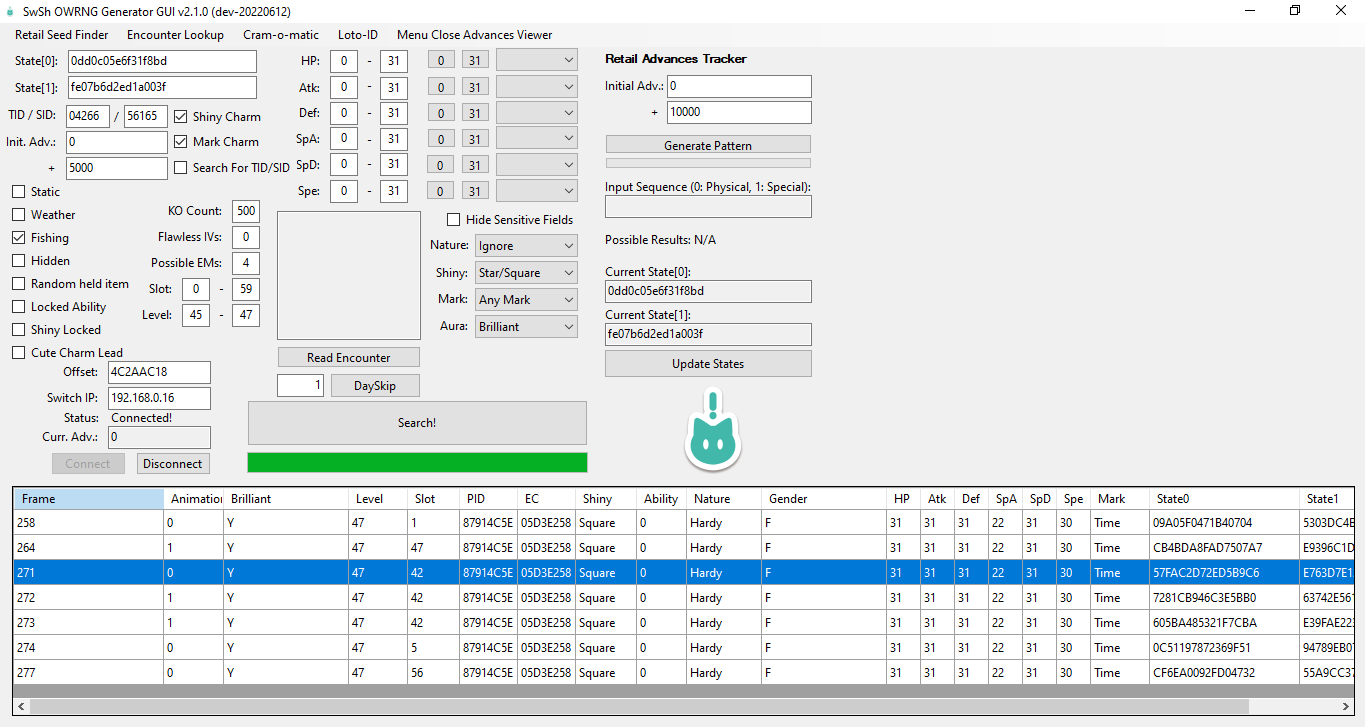 SwSh OWRNG Generator GUI v2.1.0 (dev-20220612)
Retail Seed Finder Encounter Lookup Cram-o-matic Loto-ID Menu Close Advances Viewer
State[0]: 0dd0c05e6f31f8bd
State[1]: fe07b6d2ed1a003f
TID / SID: 04266 / 56165 Shiny Charm
Init. Adv.: 0 Mark Charm
+ 5000 Search For TID/SID
Static
Weather
Fishing
Hidden
Random held item
Locked Ability
Shiny Locked
Cute Charm Lead
KO Count: 500
Flawless IVs: 0
Possible EMs: 4
Slot: 0 - 59
Level: 45 - 47
Offset: 4C2AAC18
Switch IP: 192.168.0.16
Status: Connected!
Curr. Adv.: 0
Connect Disconnect
HP: 0 - 31 0 31
Atk: 0 - 31 0 31
Def: 0 - 31 0 31
SpA: 0 - 31 0 31
SpD: 0 - 31 0 31
Spe: 0 - 31 0 31
Hide Sensitive Fields
Nature: Ignore
Shiny: Star/Square
Mark: Any Mark
Aura: Brilliant
Read Encounter
1 DaySkip
Search!
Retail Advances Tracker
Initial Adv.: 0
+ 10000
Generate Pattern
Input Sequence (0: Physical, 1: Special):
Possible Results: N/A
Current State[0]:
0dd0c05e6f31f8bd
Current State[1]:
fe07b6d2ed1a003f
Update States
Frame Animation Brilliant Level Slot PID EC Shiny Ability Nature Gender HP Atk Def SpA SpD Spe Mark State0 State1
258 0 Y 47 1 87914C5E 05D3E258 Square 0 Hardy F 31 31 31 22 31 30 Time 09A05F0471B40704 5303DC4E
264 1 Y 47 47 87914C5E 05D3E258 Square 0 Hardy F 31 31 31 22 31 30 Time CB4BDA8FAD7507A7 E9396C1D
271 0 Y 47 42 87914C5E 05D3E258 Square 0 Hardy F 31 31 31 22 31 30 Time 57FAC2D72ED5B9C6 E763D7E1
272 1 Y 47 42 87914C5E 05D3E258 Square 0 Hardy F 31 31 31 22 31 30 Time 7281CB946C3E5BB0 63742E561
273 1 Y 47 42 87914C5E 05D3E258 Square 0 Hardy F 31 31 31 22 31 30 Time 605BA485321F7CBA E39FAE223
274 0 Y 47 5 87914C5E 05D3E258 Square 0 Hardy F 31 31 31 22 31 30 Time 0C51197872369F51 94789EB07
277 0 Y 47 56 87914C5E 05D3E258 Square 0 Hardy F 31 31 31 22 31 30 Time CF6EA0092FD04732 55A9CC37